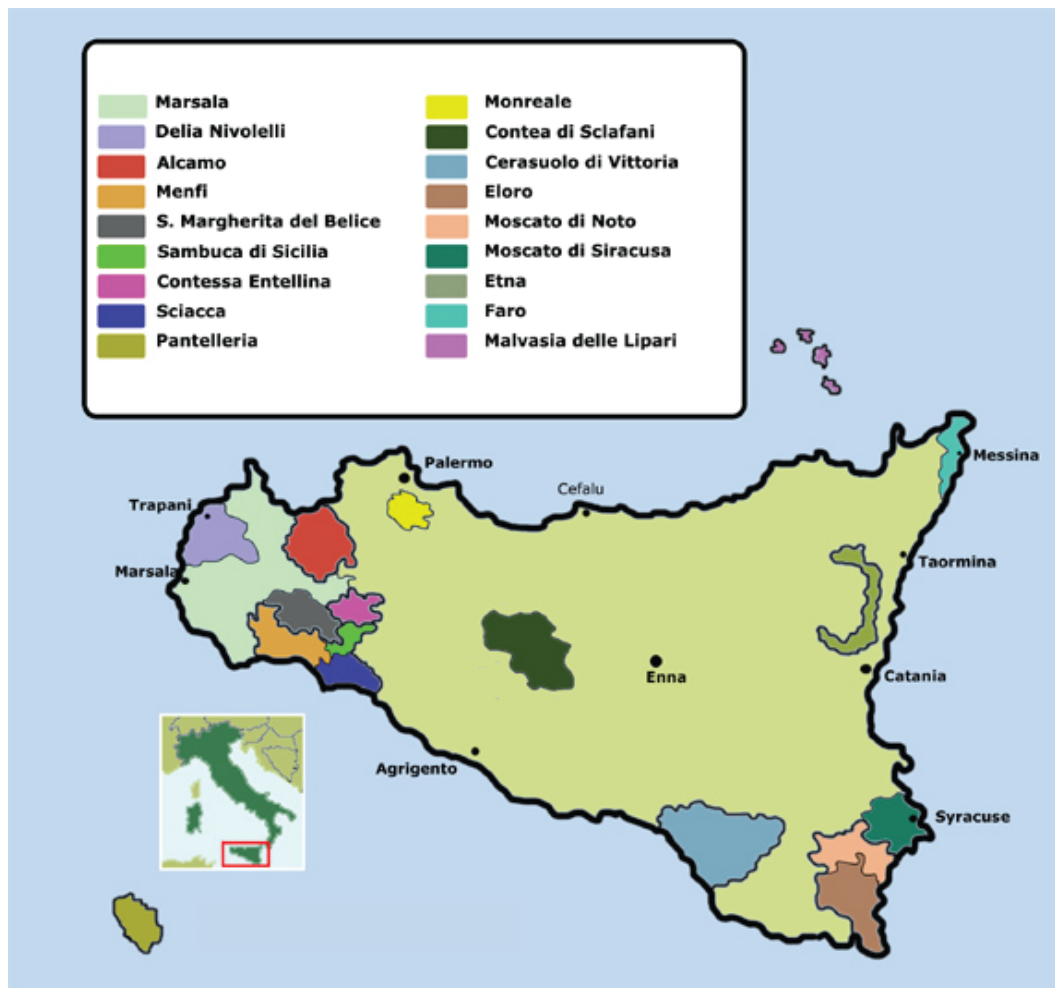 Marsala
Delia Nivolelli
Alcamo
Menfi
S. Margherita del Belice
Sambuca di Sicilia
Contessa Entellina
Sciacca
Pantelleria
Monreale
Contea di Sclafani
Cerasuolo di Vittoria
Eloro
Moscato di Noto
Moscato di Siracusa
Etna
Faro
Malvasia delle Lipari
Palermo
Messina
Cefalu
Trapani
Taormina
Marsala
Enna
Catania
Agrigento
Syracuse